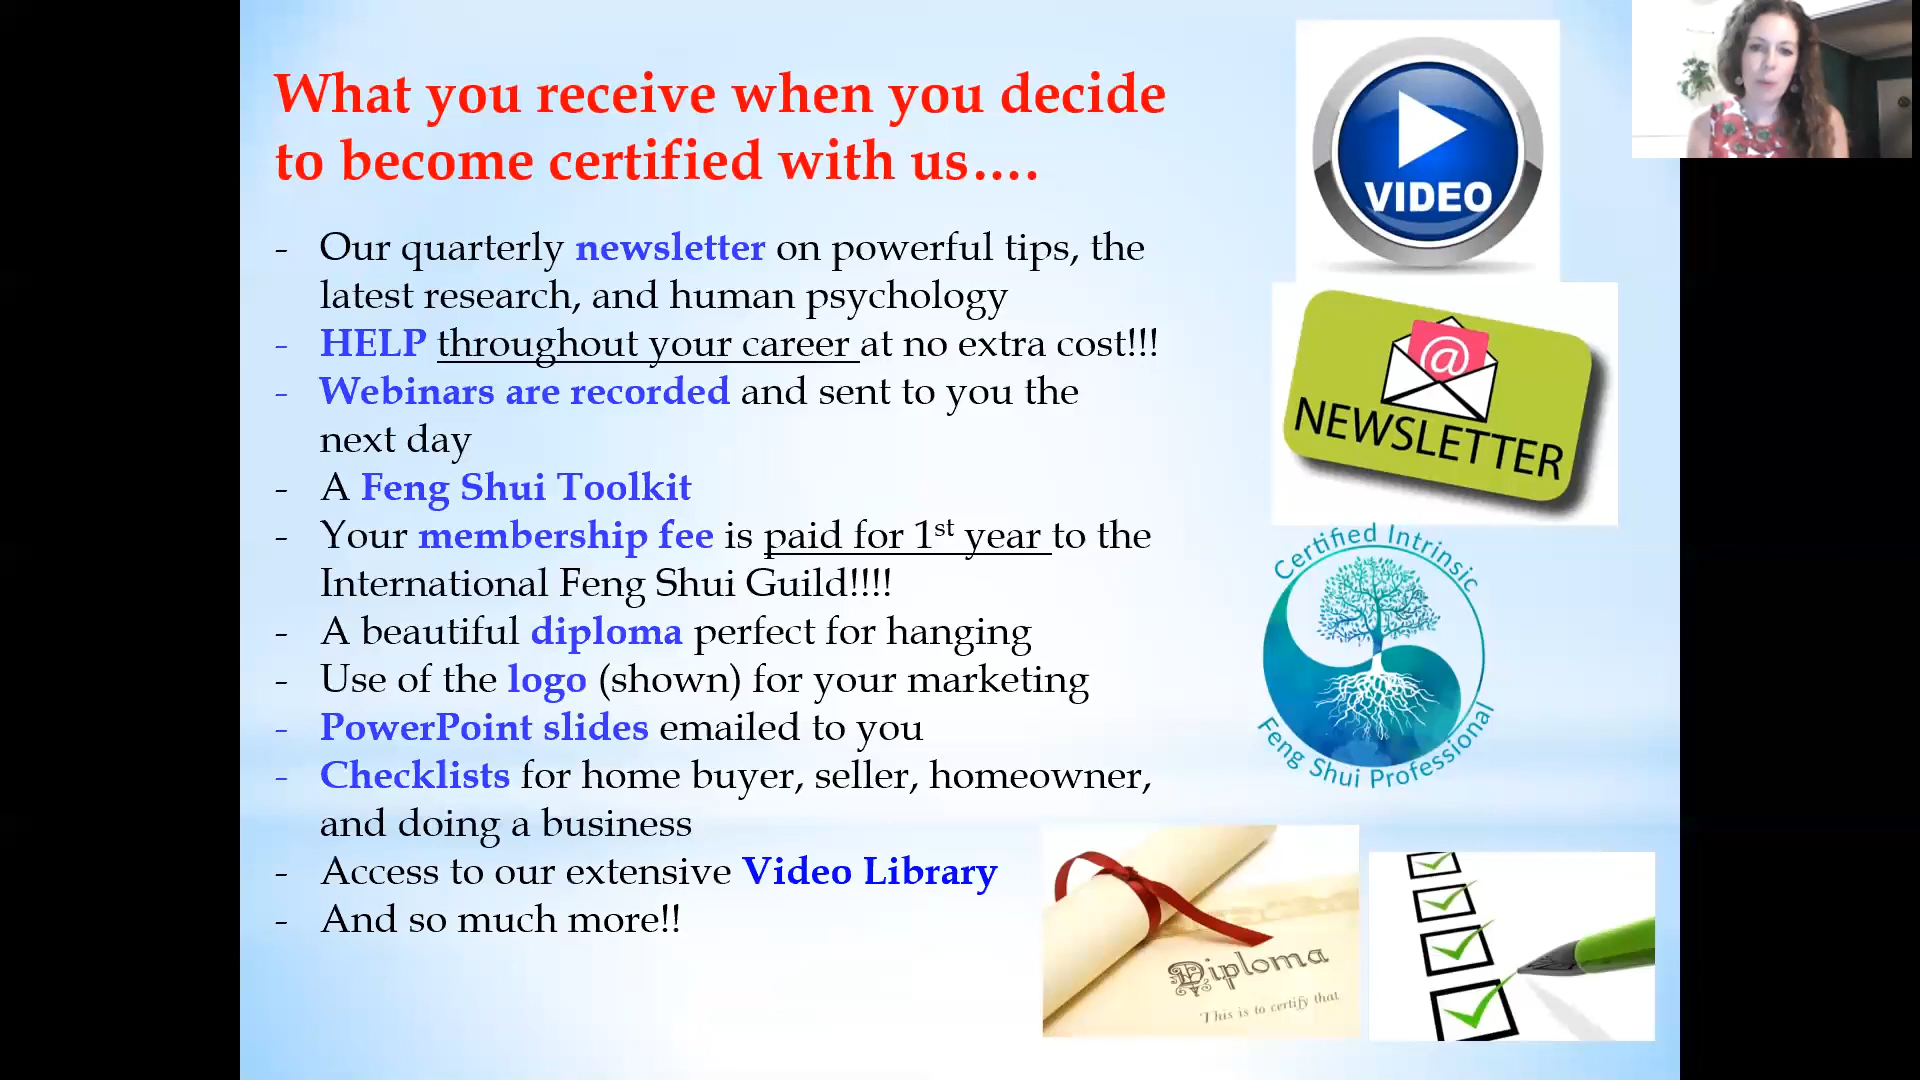 What you receive when you decide
to become certified with us....
- Our quarterly newsletter on powerful tips, the
latest research, and human psychology
- HELP throughout your career at no extra cost!!!
- Webinars are recorded and sent to you the
next day
- A Feng Shui Toolkit
- Your membership fee is paid for 1st year to the
International Feng Shui Guild!!!!
- A beautiful diploma perfect for hanging
- Use of the logo (shown) for your marketing
- PowerPoint slides emailed to you
- Checklists for home buyer, seller, homeowner,
and doing a business
- Access to our extensive Video Library
- And so much more!!
VIDEO
@
NEWSLETTER
Certified Intrinsic
Feng Shui Professional
Diploma
This is to certify that